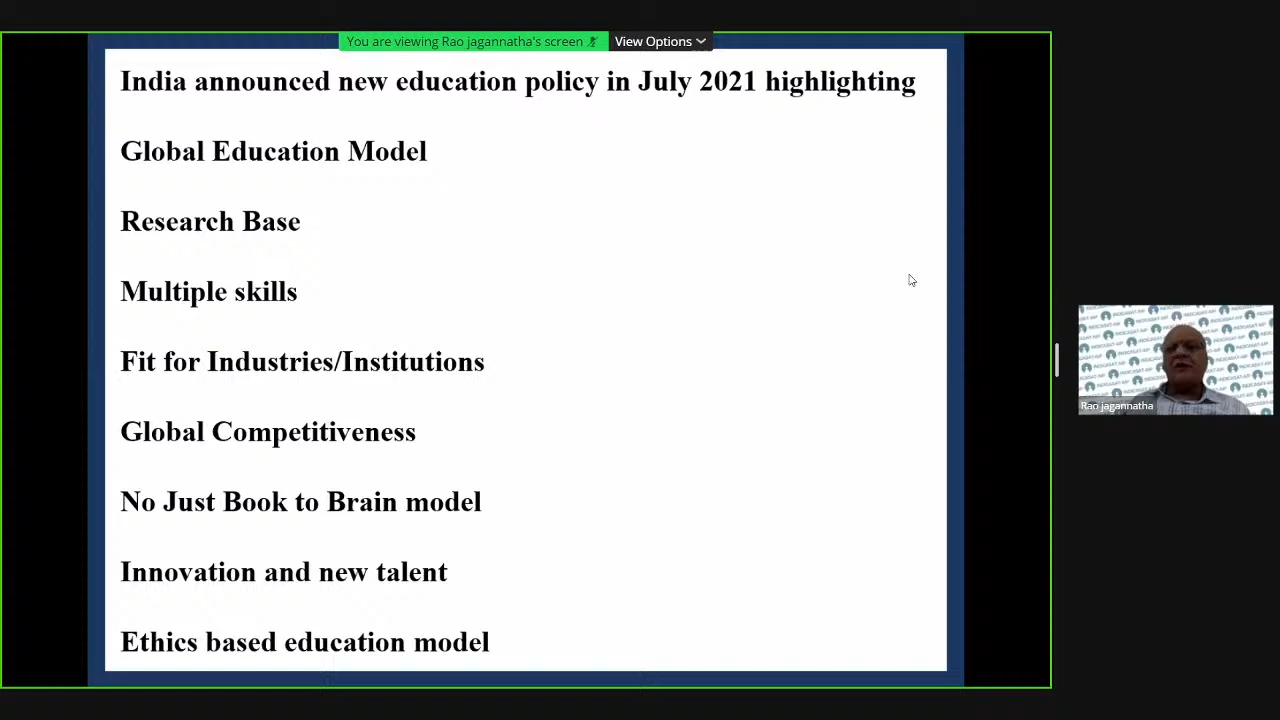 You are viewing Rao jagannatha's screen View Options
India announced new education policy in July 2021 highlighting
Global Education Model
Research Base
Multiple skills
Fit for Industries/Institutions
Global Competitiveness
No Just Book to Brain model
Innovation and new talent
Ethics based education model
INDICASAT-AIP
Rao jagannatha